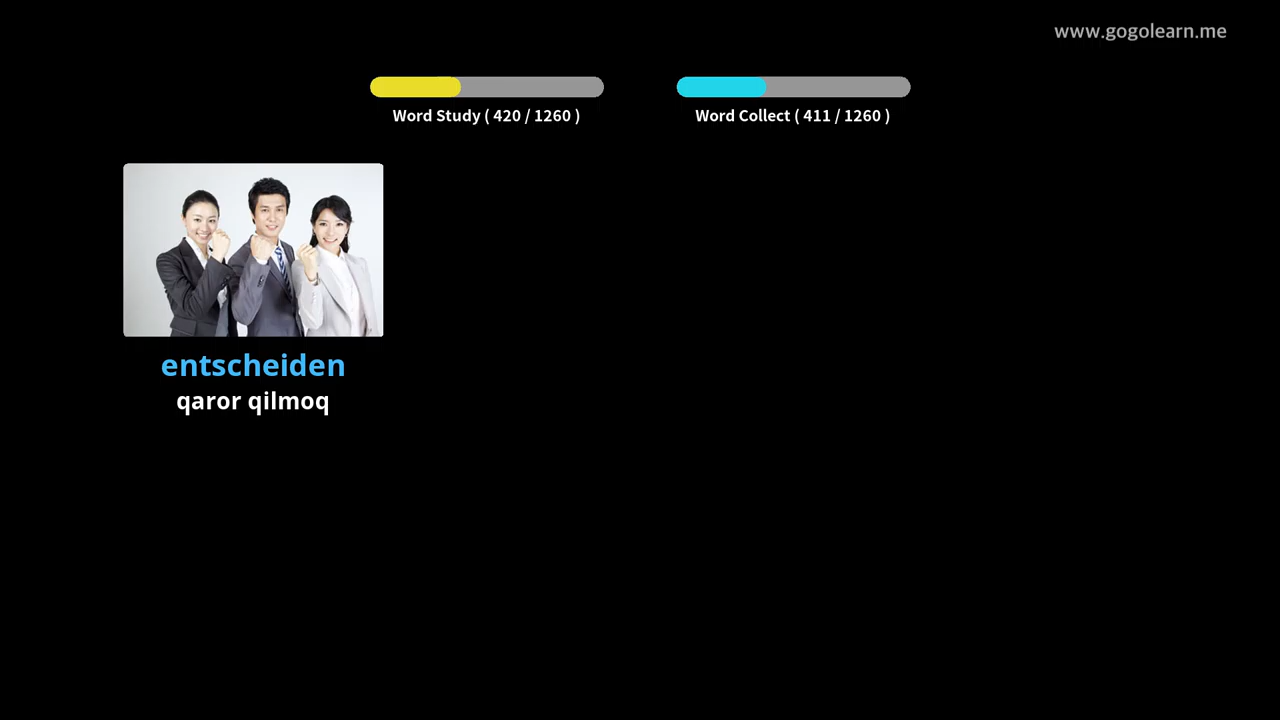 www.gogolearn.me
Word Study ( 420 / 1260 )
Word Collect ( 411 / 1260 )
entscheiden
qaror qilmoq